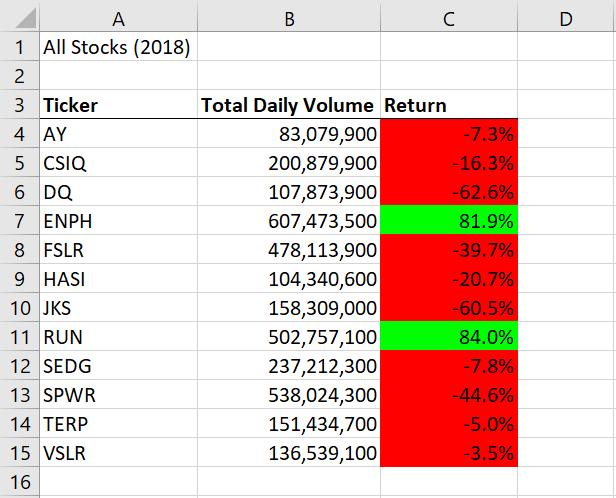 A B C D
1 All Stocks (2018)
2
3 Ticker Total Daily Volume Return
4 AY 83,079,900 -7.3%
5 CSIQ 200,879,900 -16.3%
6 DQ 107,873,900 -62.6%
7 ENPH 607,473,500 81.9%
8 FSLR 478,113,900 -39.7%
9 HASI 104,340,600 -20.7%
10 JKS 158,309,000 -60.5%
11 RUN 502,757,100 84.0%
12 SEDG 237,212,300 -7.8%
13 SPWR 538,024,300 -44.6%
14 TERP 151,434,700 -5.0%
15 VSLR 136,539,100 -3.5%
16